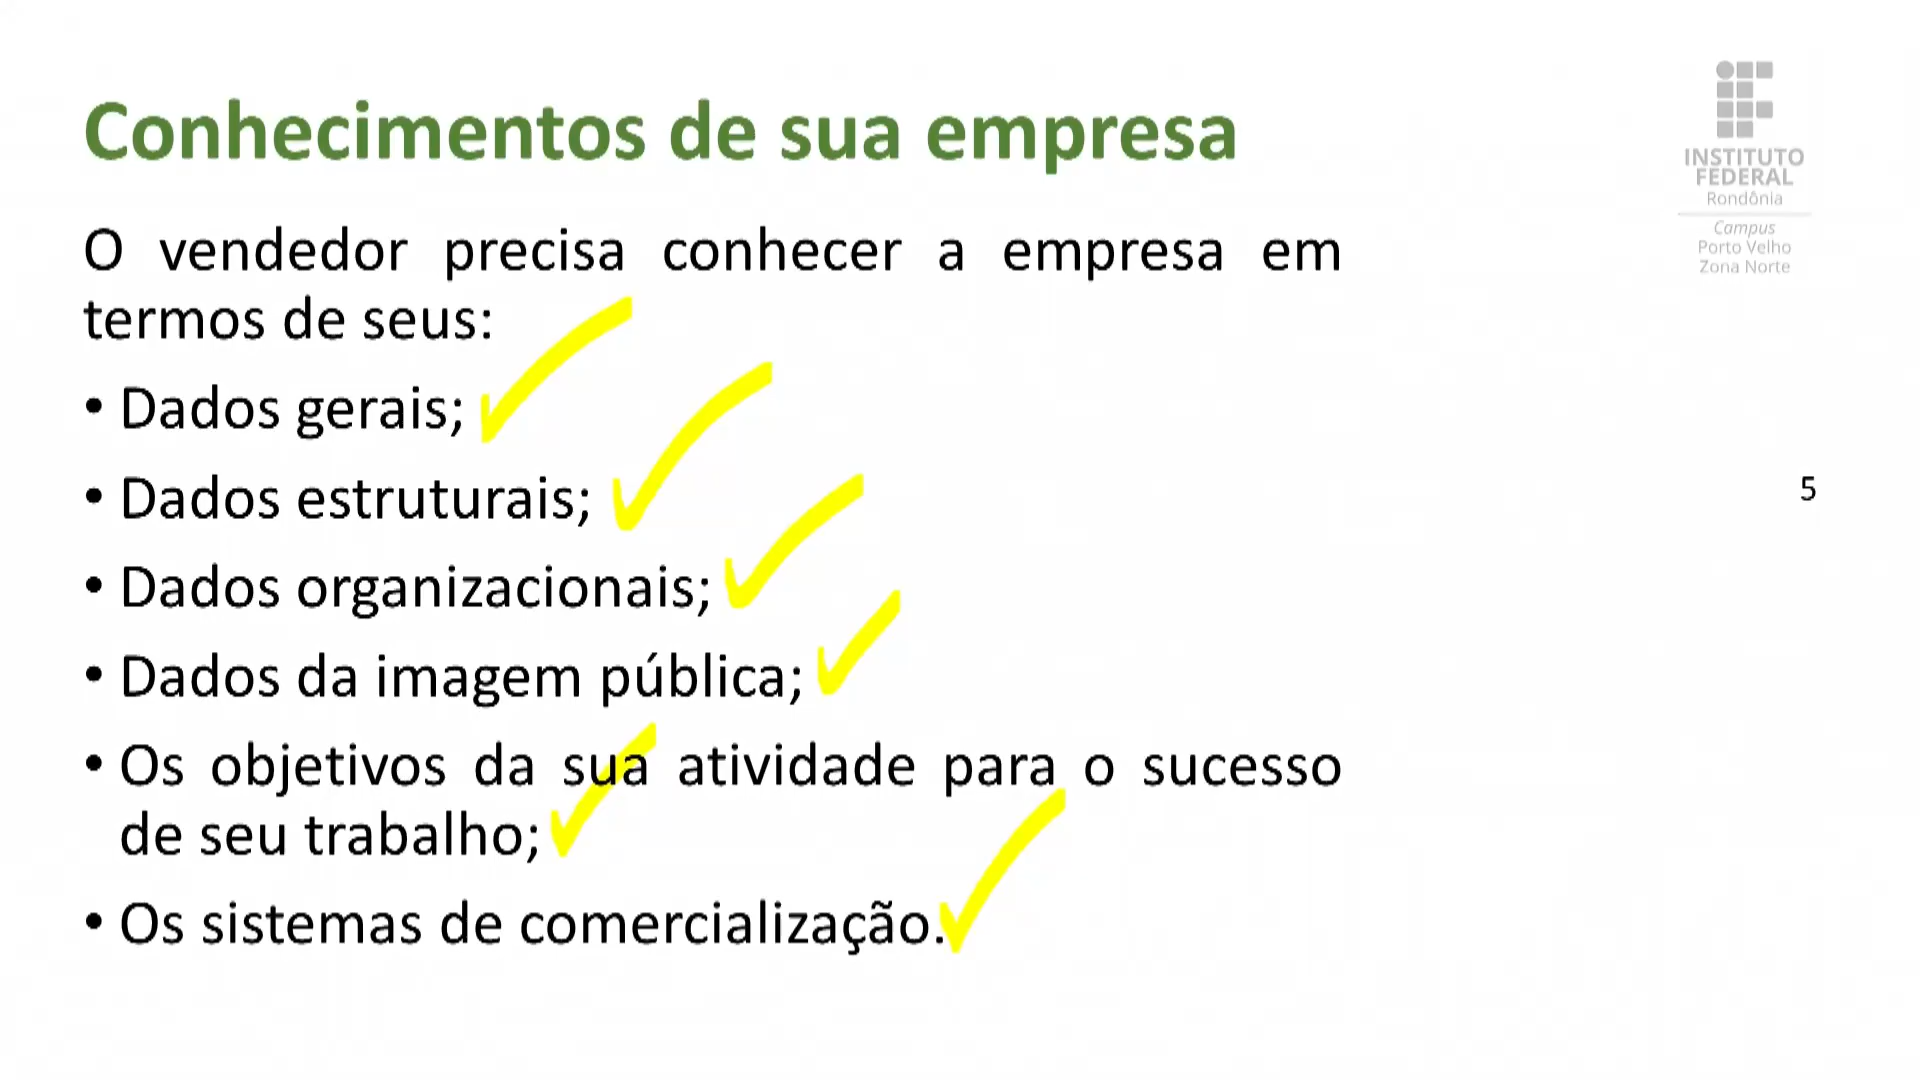 Conhecimentos de sua empresa
O vendedor precisa conhecer a empresa em
termos de seus:
• Dados gerais;
• Dados estruturais;
• Dados organizacionais;
• Dados da imagem pública;
• Os objetivos da sua atividade para o sucesso
de seu trabalho;
• Os sistemas de comercialização.
INSTITUTO
FEDERAL
Rondônia
Campus
Porto Velho
Zona Norte
5